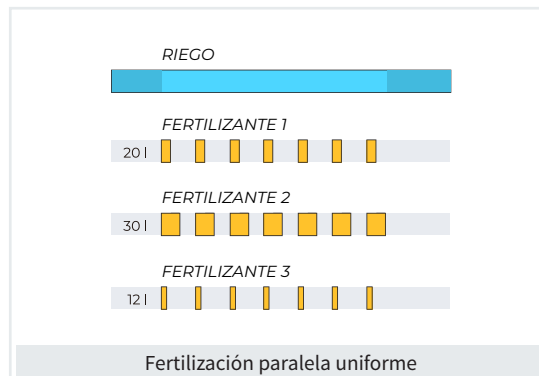 RIEGO
FERTILIZANTE 1
20 l
FERTILIZANTE 2
30 l
FERTILIZANTE 3
12 l
Fertilización paralela uniforme